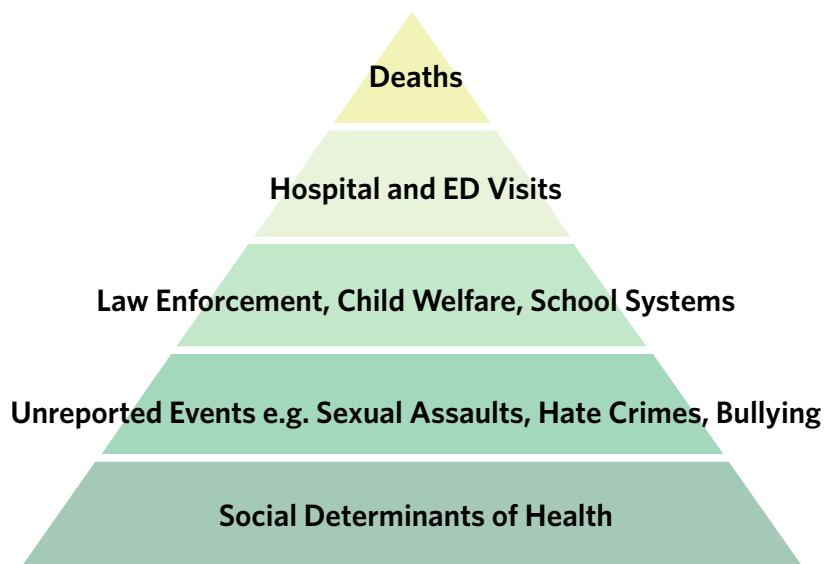 Deaths
Hospital and ED Visits
Law Enforcement, Child Welfare, School Systems
Unreported Events e.g. Sexual Assaults, Hate Crimes, Bullying
Social Determinants of Health